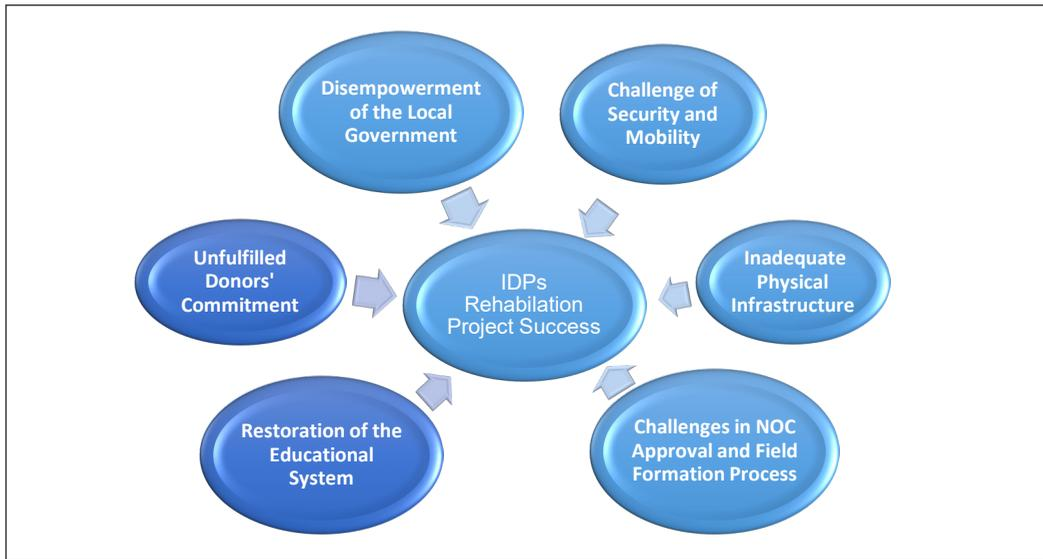 Disempowerment
of the Local
Government
Challenge of
Security and
Mobility
Unfulfilled
Donors'
Commitment
IDPs
Rehabilation
Project Success
Inadequate
Physical
Infrastructure
Restoration of the
Educational
System
Challenges in NOC
Approval and Field
Formation Process